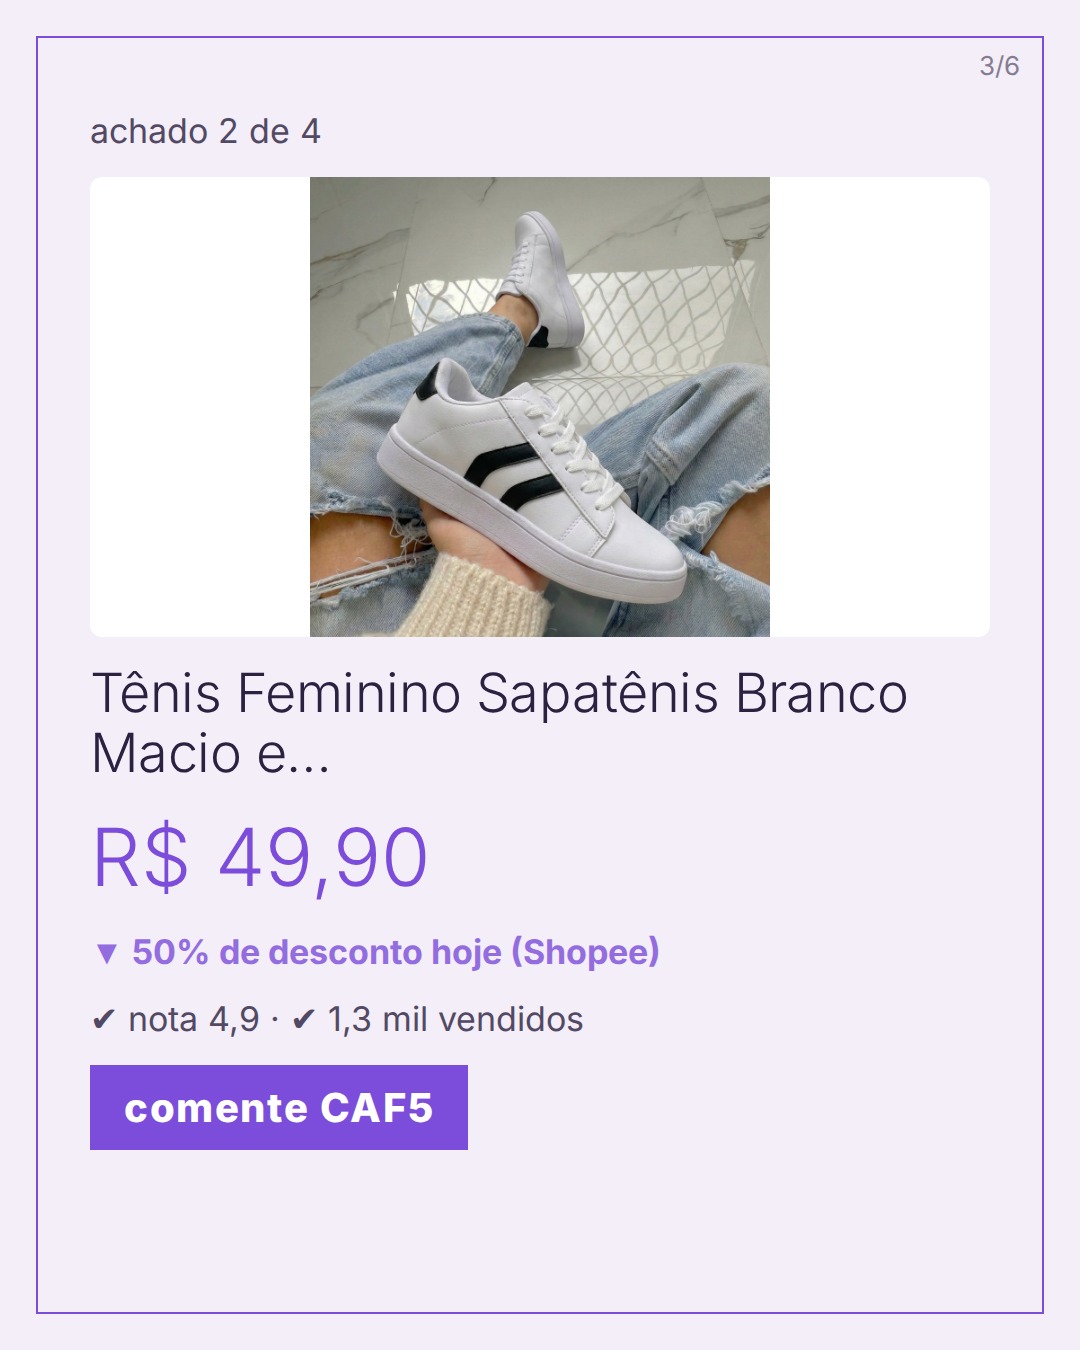 3/6
achado 2 de 4
Tênis Feminino Sapatênis Branco
Macio e...
R$ 49,90
▼ 50% de desconto hoje (Shopee)
✔ nota 4,9 · ✔ 1,3 mil vendidos
comente CAF5